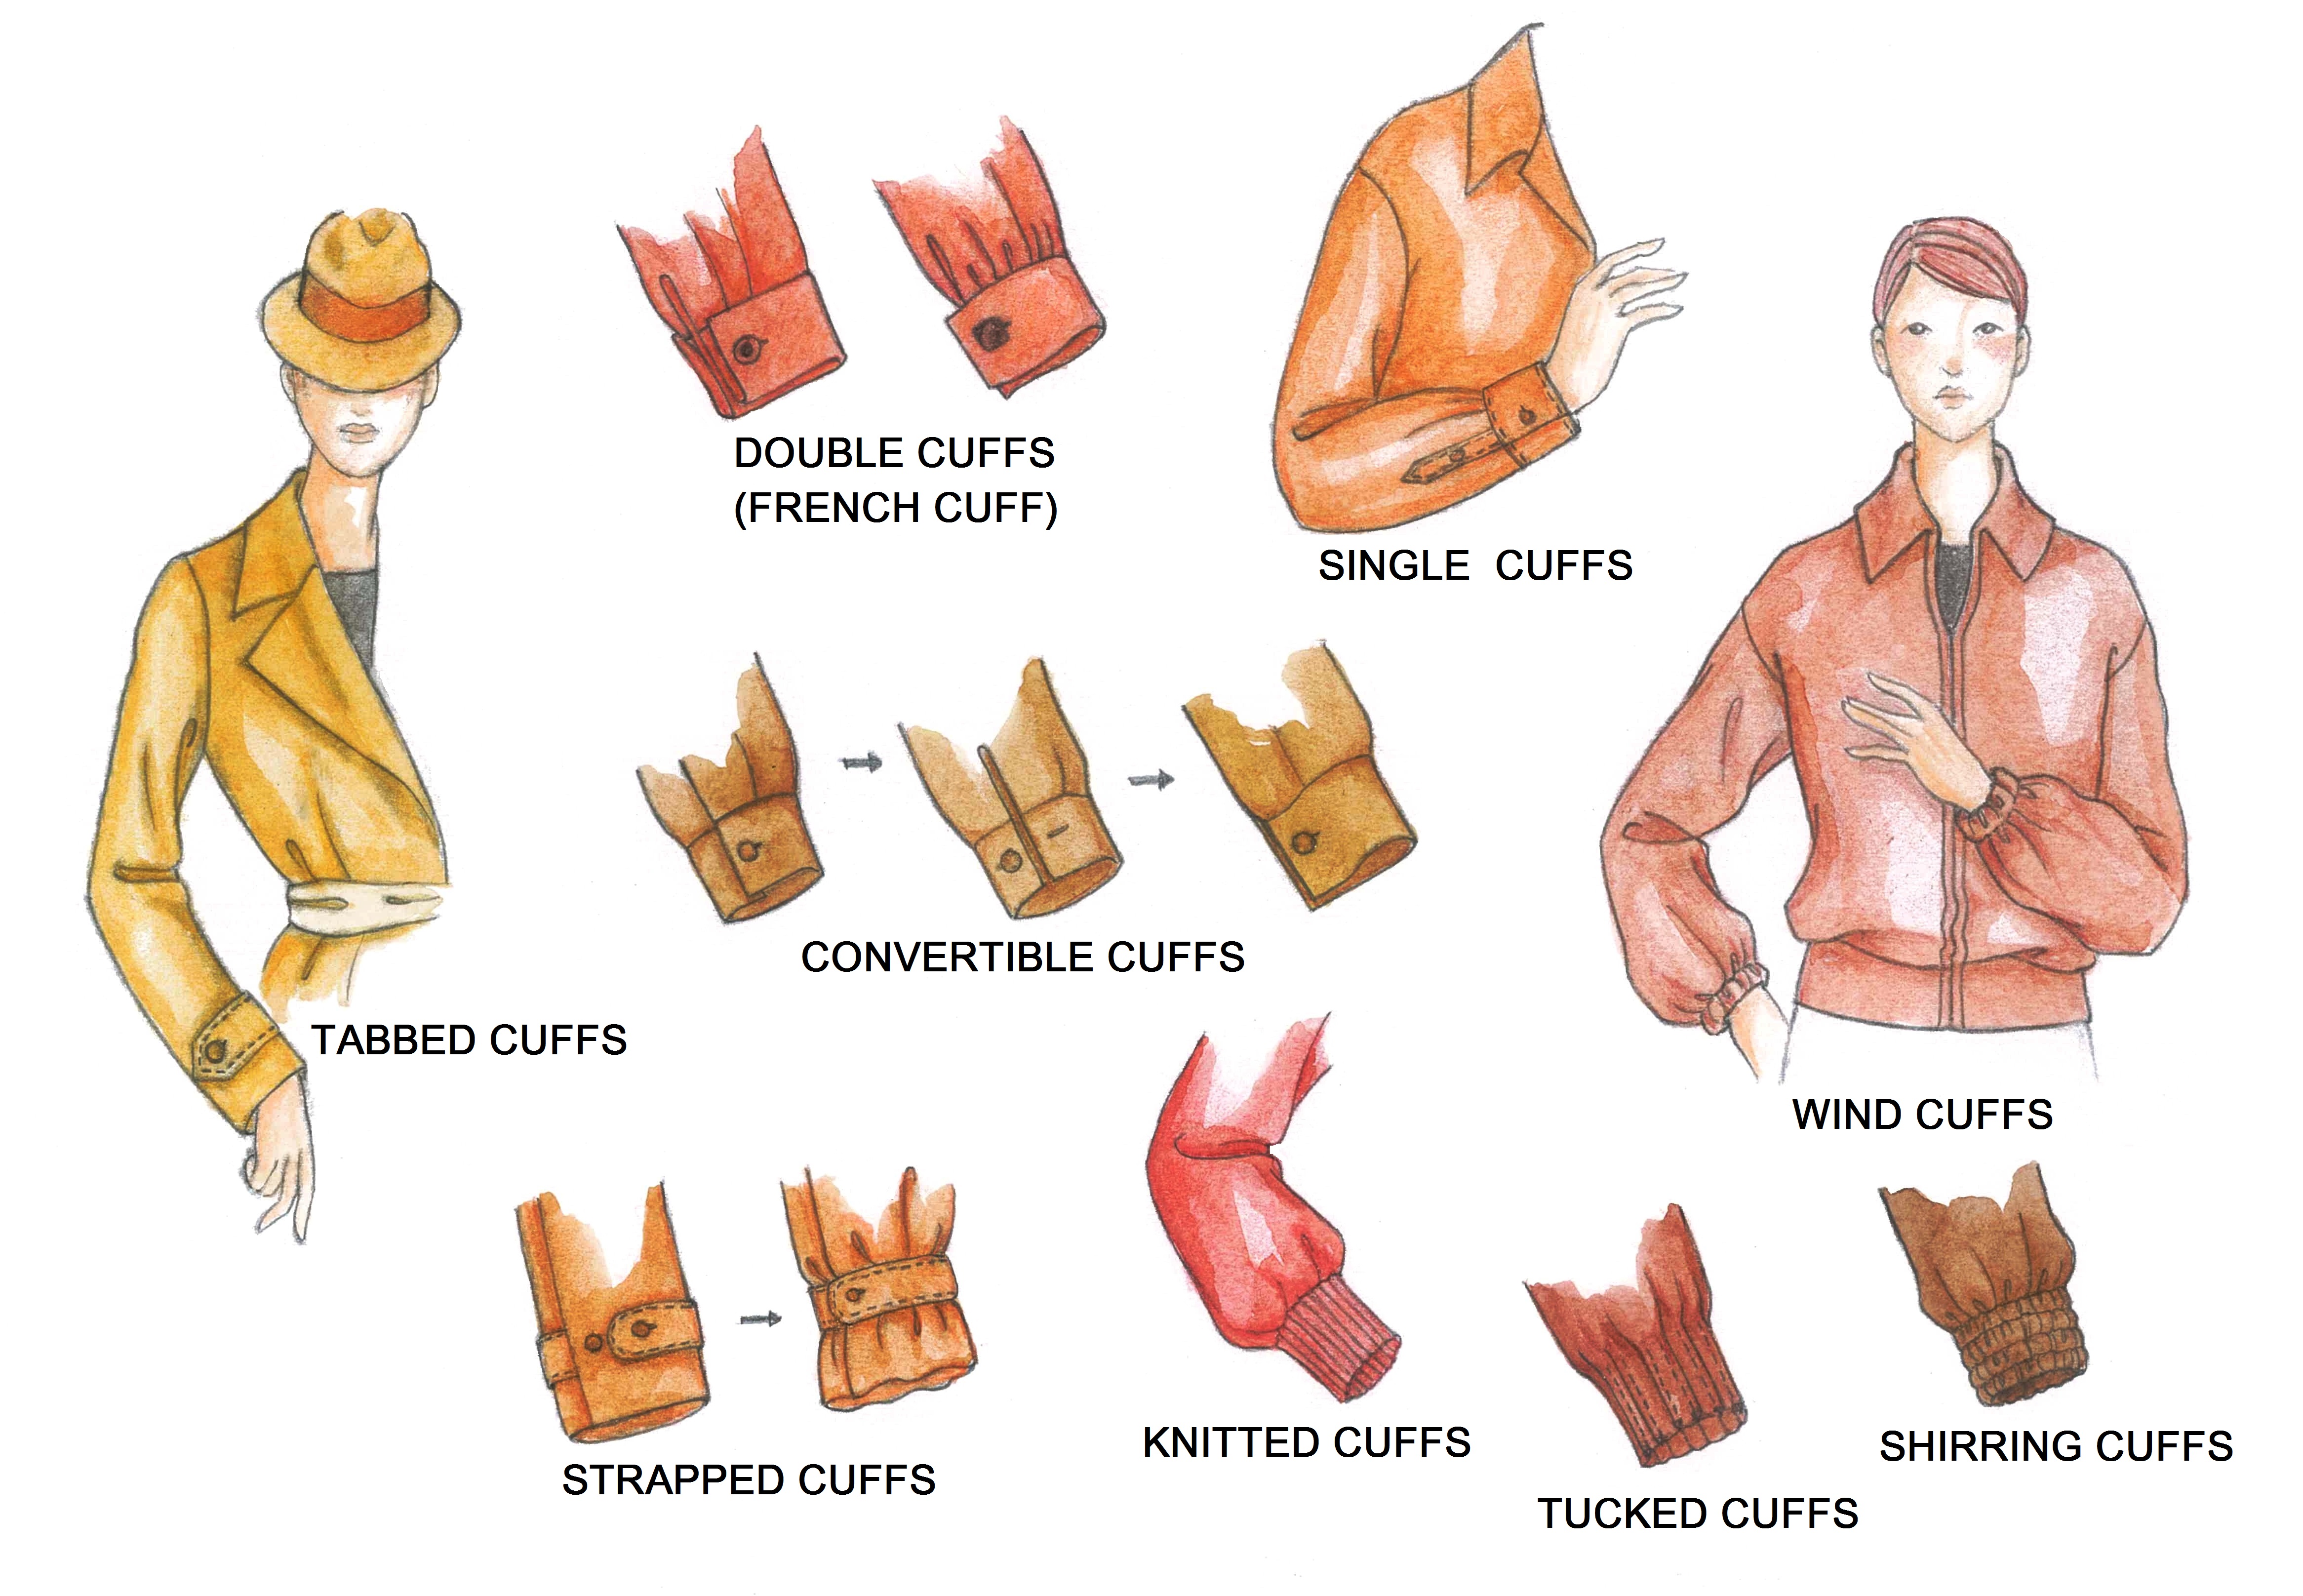 DOUBLE CUFFS
(FRENCH CUFF)
SINGLE CUFFS
CONVERTIBLE CUFFS
TABBED CUFFS
WIND CUFFS
KNITTED CUFFS
SHIRRING CUFFS
STRAPPED CUFFS
TUCKED CUFFS